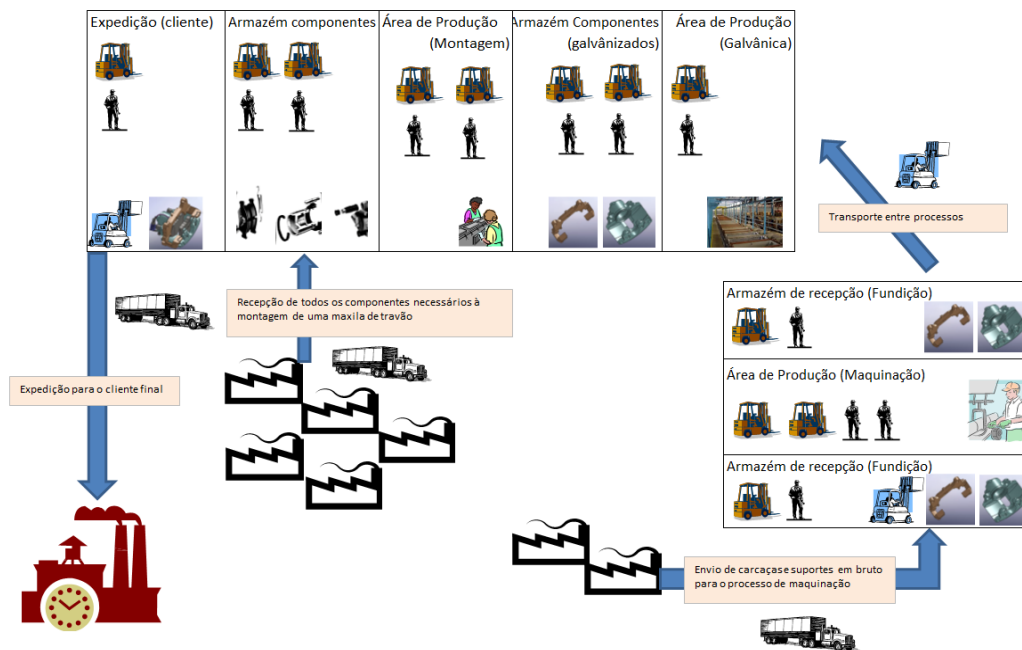 Expedição (cliente)
Armazém componentes
Área de Produção
(Montagem)
Armazém Componentes
(galvânizados)
Área de Produção
(Galvânica)
Transporte entre processos
Recepção de todos os componentes necessários à
montagem de uma maxila de travão
Expedição para o cliente final
Armazém de recepção (Fundição)
Área de Produção (Maquinação)
Armazém de recepção (Fundição)
Envio de carcaças e suportes em bruto
para o processo de maquinação